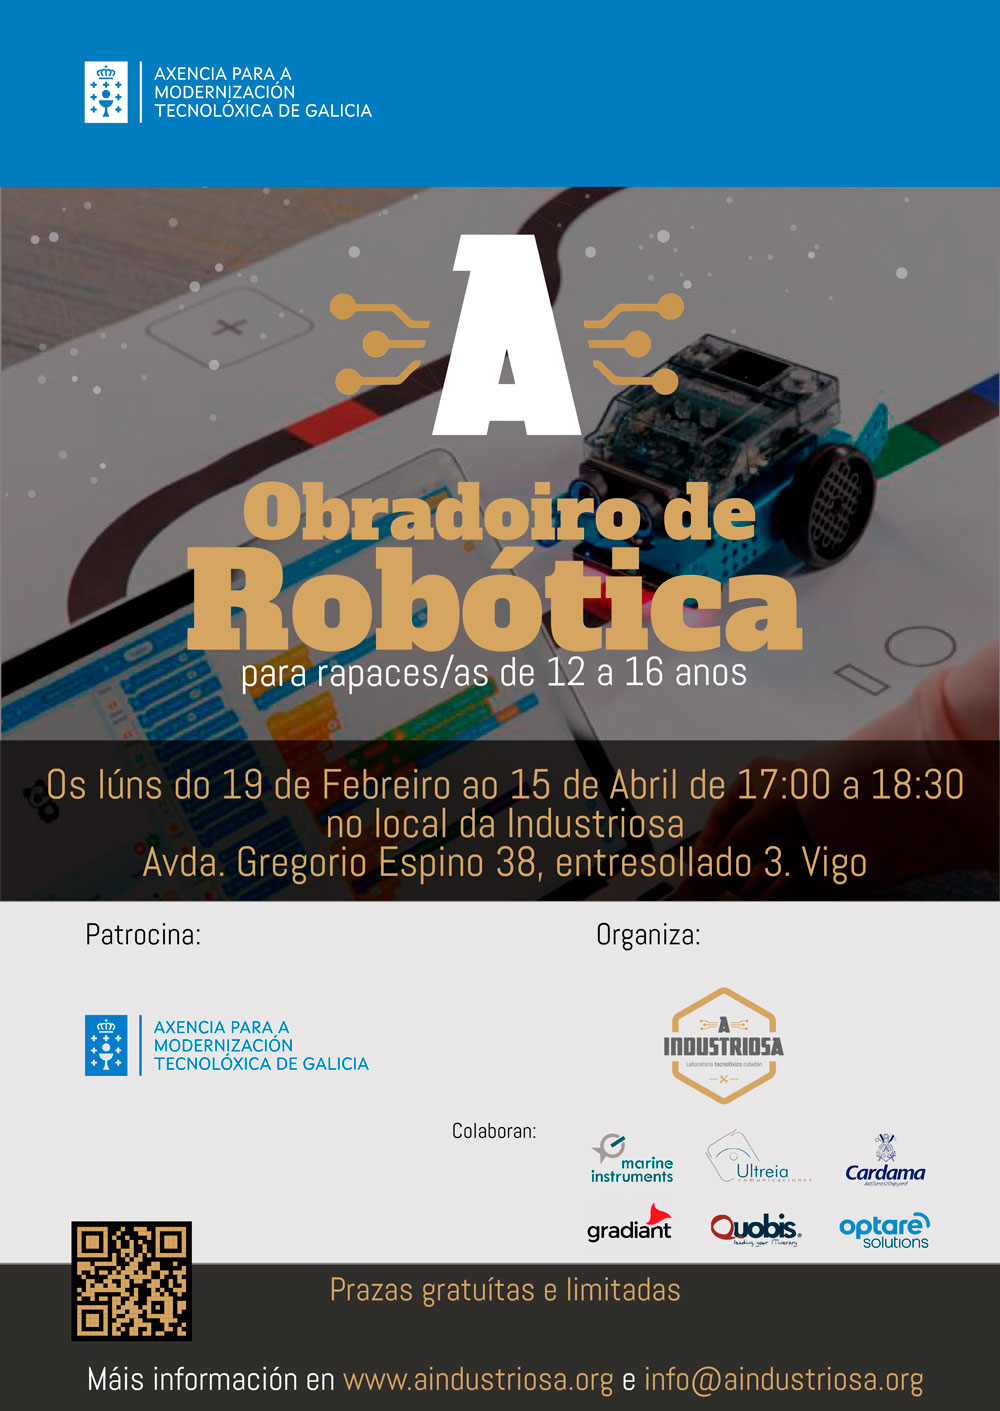 AXENCIA PARA A
MODERNIZACIÓN
TECNOLÓXICA DE GALICIA
A
Obradoiro de
Robótica
para rapaces/as de 12 a 16 anos
Os lúns do 19 de Febreiro ao 15 de Abril de 17:00 a 18:30
no local da Industriosa
Avda. Gregorio Espino 38, entresollado 3. Vigo
Patrocina:
Organiza:
AXENCIA PARA A
MODERNIZACIÓN
TECNOLÓXICA DE GALICIA
A
INDUSTRIOSA
Laboratorio tecnolóxico cidadán
Colaboran:
marine
instruments
Ultreia
comunicaciones
Cardama
Astilleros/Shipyard
gradiant
Quobis®
leading your ITinerary
optare
solutions
Prazas gratuítas e limitadas
Máis información en www.aindustriosa.org e info@aindustriosa.org